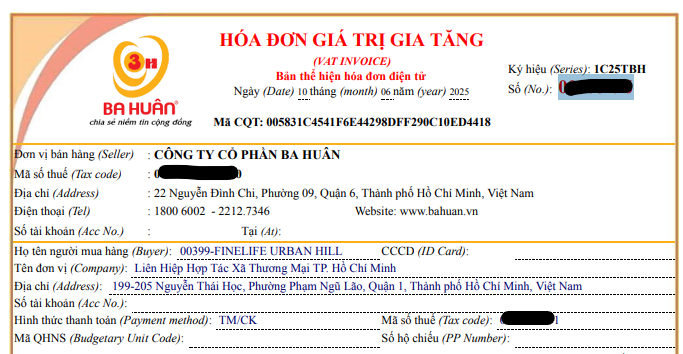 3H
BA HUÂN
chia sẻ niềm tin cộng đồng
HÓA ĐƠN GIÁ TRỊ GIA TĂNG
(VAT INVOICE)
Bản thể hiện hóa đơn điện tử
Ngày (Date) 10 tháng (month) 06 năm (year) 2025
Ký hiệu (Series): 1C25TBH
Số (No.):
Mã CQT: 005831C4541F6E44298DFF290C10ED4418
Đơn vị bán hàng (Seller) : CÔNG TY CỔ PHẦN BA HUÂN
Mã số thuế (Tax code) :
Địa chỉ (Address) : 22 Nguyễn Đình Chi, Phường 09, Quận 6, Thành phố Hồ Chí Minh, Việt Nam
Điện thoại (Tel) : 1800 6002 - 2212.7346 Website: www.bahuan.vn
Số tài khoản (Acc No.) : Tại (At):
Họ tên người mua hàng (Buyer): 00399-FINELIFE URBAN HILL CCCD (ID Card):
Tên đơn vị (Company): Liên Hiệp Hợp Tác Xã Thương Mại TP. Hồ Chí Minh
Địa chỉ (Address): 199-205 Nguyễn Thái Học, Phường Phạm Ngũ Lão, Quận 1, Thành phố Hồ Chí Minh, Việt Nam
Số tài khoản (Acc No.):
Hình thức thanh toán (Payment method): TM/CK Mã số thuế (Tax code):
Mã QHNS (Budgetary Unit Code): Số hộ chiếu (PP Number):